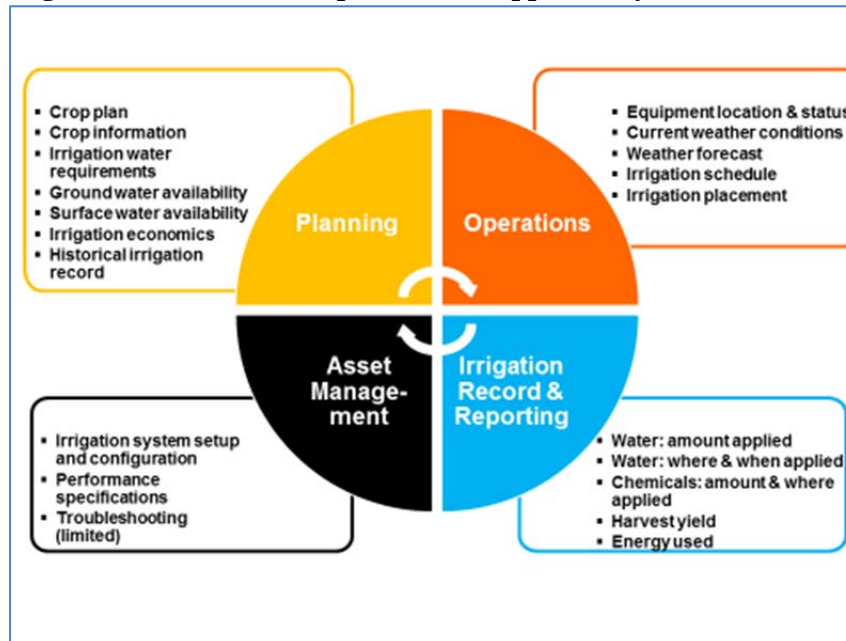 ▪ Crop plan
▪ Crop information
▪ Irrigation water
requirements
▪ Ground water availability
▪ Surface water availability
▪ Irrigation economics
▪ Historical irrigation
record
▪ Equipment location & status
▪ Current weather conditions
▪ Weather forecast
▪ Irrigation schedule
▪ Irrigation placement
Planning
Operations
Asset
Manage-
ment
Irrigation
Record &
Reporting
▪ Irrigation system setup
and configuration
▪ Performance
specifications
▪ Troubleshooting
(limited)
▪ Water: amount applied
▪ Water: where & when applied
▪ Chemicals: amount & where
applied
▪ Harvest yield
▪ Energy used